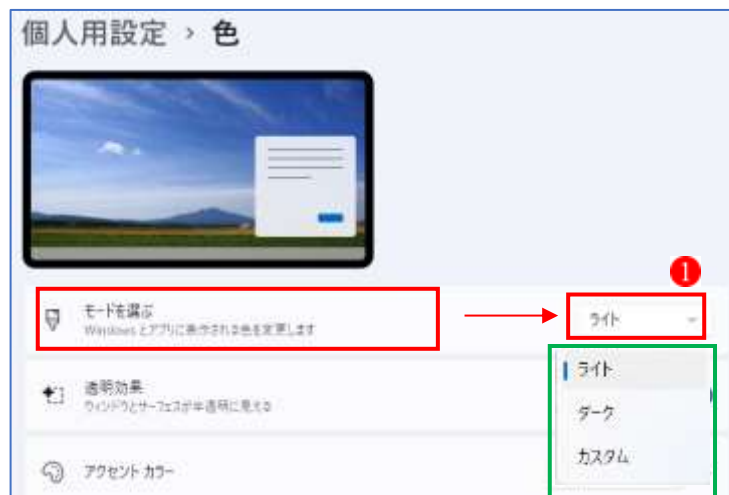 個人用設定 › 色
❶
モードを選ぶ
Windows とアプリに表示される色を変更します
ライト
透明効果
ウィンドウとサーフェスが半透明に見える
アクセント カラー
ライト
ダーク
カスタム